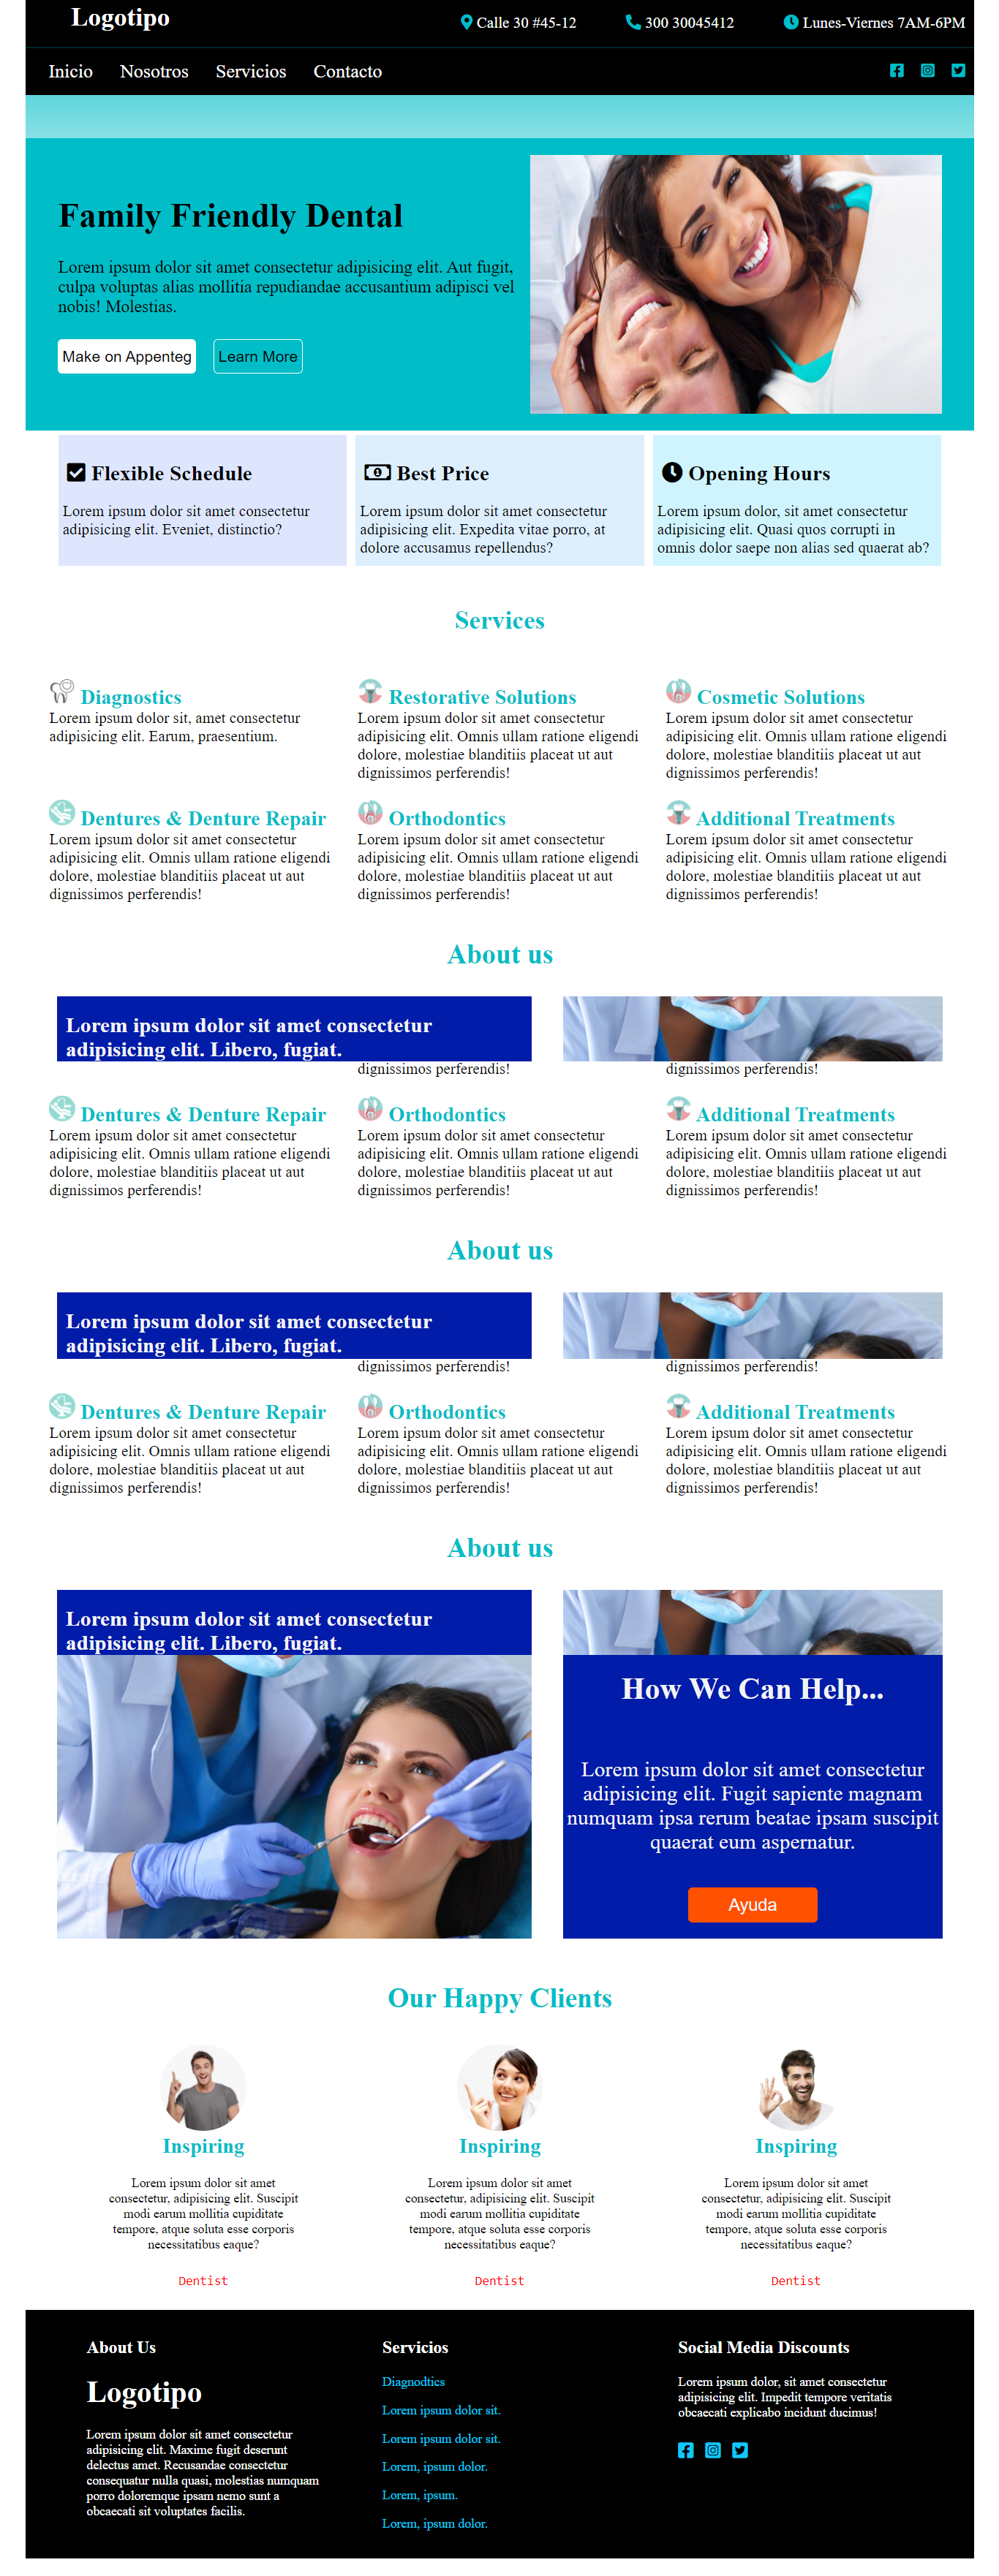 Logotipo
Calle 30 #45-12
300 30045412
Lunes-Viernes 7AM-6PM
Inicio Nosotros Servicios Contacto
Family Friendly Dental
Lorem ipsum dolor sit amet consectetur adipisicing elit. Aut fugit,
culpa voluptas alias mollitia repudiandae accusantium adipisci vel
nobis! Molestias.
Make on Appenteg
Learn More
Flexible Schedule
Lorem ipsum dolor sit amet consectetur
adipisicing elit. Eveniet, distinctio?
Best Price
Lorem ipsum dolor sit amet consectetur
adipisicing elit. Expedita vitae porro, at
dolore accusamus repellendus?
Opening Hours
Lorem ipsum dolor, sit amet consectetur
adipisicing elit. Quasi quos corrupti in
omnis dolor saepe non alias sed quaerat ab?
Services
Diagnostics
Lorem ipsum dolor sit, amet consectetur
adipisicing elit. Earum, praesentium.
Restorative Solutions
Lorem ipsum dolor sit amet consectetur
adipisicing elit. Omnis ullam ratione eligendi
dolore, molestiae blanditiis placeat ut aut
dignissimos perferendis!
Cosmetic Solutions
Lorem ipsum dolor sit amet consectetur
adipisicing elit. Omnis ullam ratione eligendi
dolore, molestiae blanditiis placeat ut aut
dignissimos perferendis!
Dentures & Denture Repair
Lorem ipsum dolor sit amet consectetur
adipisicing elit. Omnis ullam ratione eligendi
dolore, molestiae blanditiis placeat ut aut
dignissimos perferendis!
Orthodontics
Lorem ipsum dolor sit amet consectetur
adipisicing elit. Omnis ullam ratione eligendi
dolore, molestiae blanditiis placeat ut aut
dignissimos perferendis!
Additional Treatments
Lorem ipsum dolor sit amet consectetur
adipisicing elit. Omnis ullam ratione eligendi
dolore, molestiae blanditiis placeat ut aut
dignissimos perferendis!
About us
Lorem ipsum dolor sit amet consectetur
adipisicing elit. Libero, fugiat.
dignissimos perferendis!
dignissimos perferendis!
Dentures & Denture Repair
Lorem ipsum dolor sit amet consectetur
adipisicing elit. Omnis ullam ratione eligendi
dolore, molestiae blanditiis placeat ut aut
dignissimos perferendis!
Orthodontics
Lorem ipsum dolor sit amet consectetur
adipisicing elit. Omnis ullam ratione eligendi
dolore, molestiae blanditiis placeat ut aut
dignissimos perferendis!
Additional Treatments
Lorem ipsum dolor sit amet consectetur
adipisicing elit. Omnis ullam ratione eligendi
dolore, molestiae blanditiis placeat ut aut
dignissimos perferendis!
About us
Lorem ipsum dolor sit amet consectetur
adipisicing elit. Libero, fugiat.
dignissimos perferendis!
dignissimos perferendis!
Dentures & Denture Repair
Lorem ipsum dolor sit amet consectetur
adipisicing elit. Omnis ullam ratione eligendi
dolore, molestiae blanditiis placeat ut aut
dignissimos perferendis!
Orthodontics
Lorem ipsum dolor sit amet consectetur
adipisicing elit. Omnis ullam ratione eligendi
dolore, molestiae blanditiis placeat ut aut
dignissimos perferendis!
Additional Treatments
Lorem ipsum dolor sit amet consectetur
adipisicing elit. Omnis ullam ratione eligendi
dolore, molestiae blanditiis placeat ut aut
dignissimos perferendis!
About us
Lorem ipsum dolor sit amet consectetur
adipisicing elit. Libero, fugiat.
How We Can Help...
Lorem ipsum dolor sit amet consectetur
adipisicing elit. Fugit sapiente magnam
numquam ipsa rerum beatae ipsam suscipit
quaerat eum aspernatur.
Ayuda
Our Happy Clients
Inspiring
Lorem ipsum dolor sit amet
consectetur, adipisicing elit. Suscipit
modi earum mollitia cupiditate
tempore, atque soluta esse corporis
necessitatibus eaque?
Dentist
Inspiring
Lorem ipsum dolor sit amet
consectetur, adipisicing elit. Suscipit
modi earum mollitia cupiditate
tempore, atque soluta esse corporis
necessitatibus eaque?
Dentist
Inspiring
Lorem ipsum dolor sit amet
consectetur, adipisicing elit. Suscipit
modi earum mollitia cupiditate
tempore, atque soluta esse corporis
necessitatibus eaque?
Dentist
About Us
Logotipo
Lorem ipsum dolor sit amet consectetur
adipisicing elit. Maxime fugit deserunt
delectus amet. Recusandae consectetur
consequatur nulla quasi, molestias numquam
porro doloremque ipsam nemo sunt a
obcaecati sit voluptates facilis.
Servicios
Diagnodtics
Lorem ipsum dolor sit.
Lorem ipsum dolor sit.
Lorem, ipsum dolor.
Lorem, ipsum.
Lorem, ipsum dolor.
Social Media Discounts
Lorem ipsum dolor, sit amet consectetur
adipisicing elit. Impedit tempore veritatis
obcaecati explicabo incidunt ducimus!